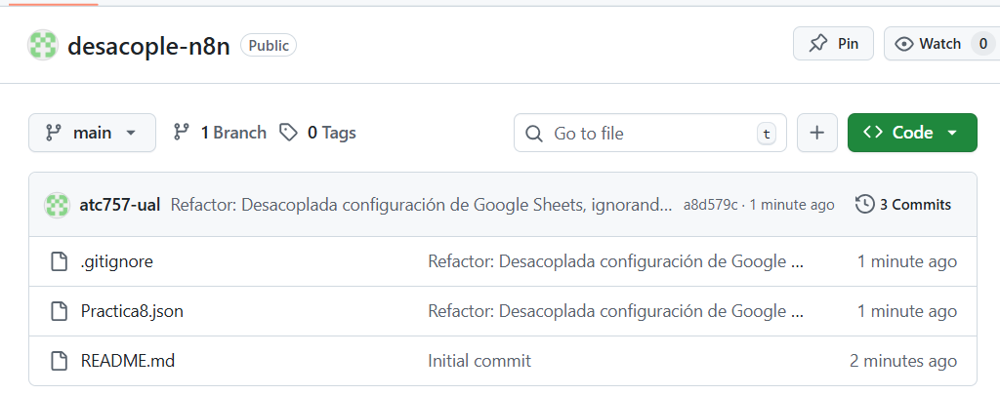 desacople-n8n Public Pin Watch 0
main 1 Branch 0 Tags Go to file t Code
atc757-ual Refactor: Desacoplada configuración de Google Sheets, ignorand... a8d579c · 1 minute ago 3 Commits
.gitignore Refactor: Desacoplada configuración de Google ... 1 minute ago
Practica8.json Refactor: Desacoplada configuración de Google ... 1 minute ago
README.md Initial commit 2 minutes ago